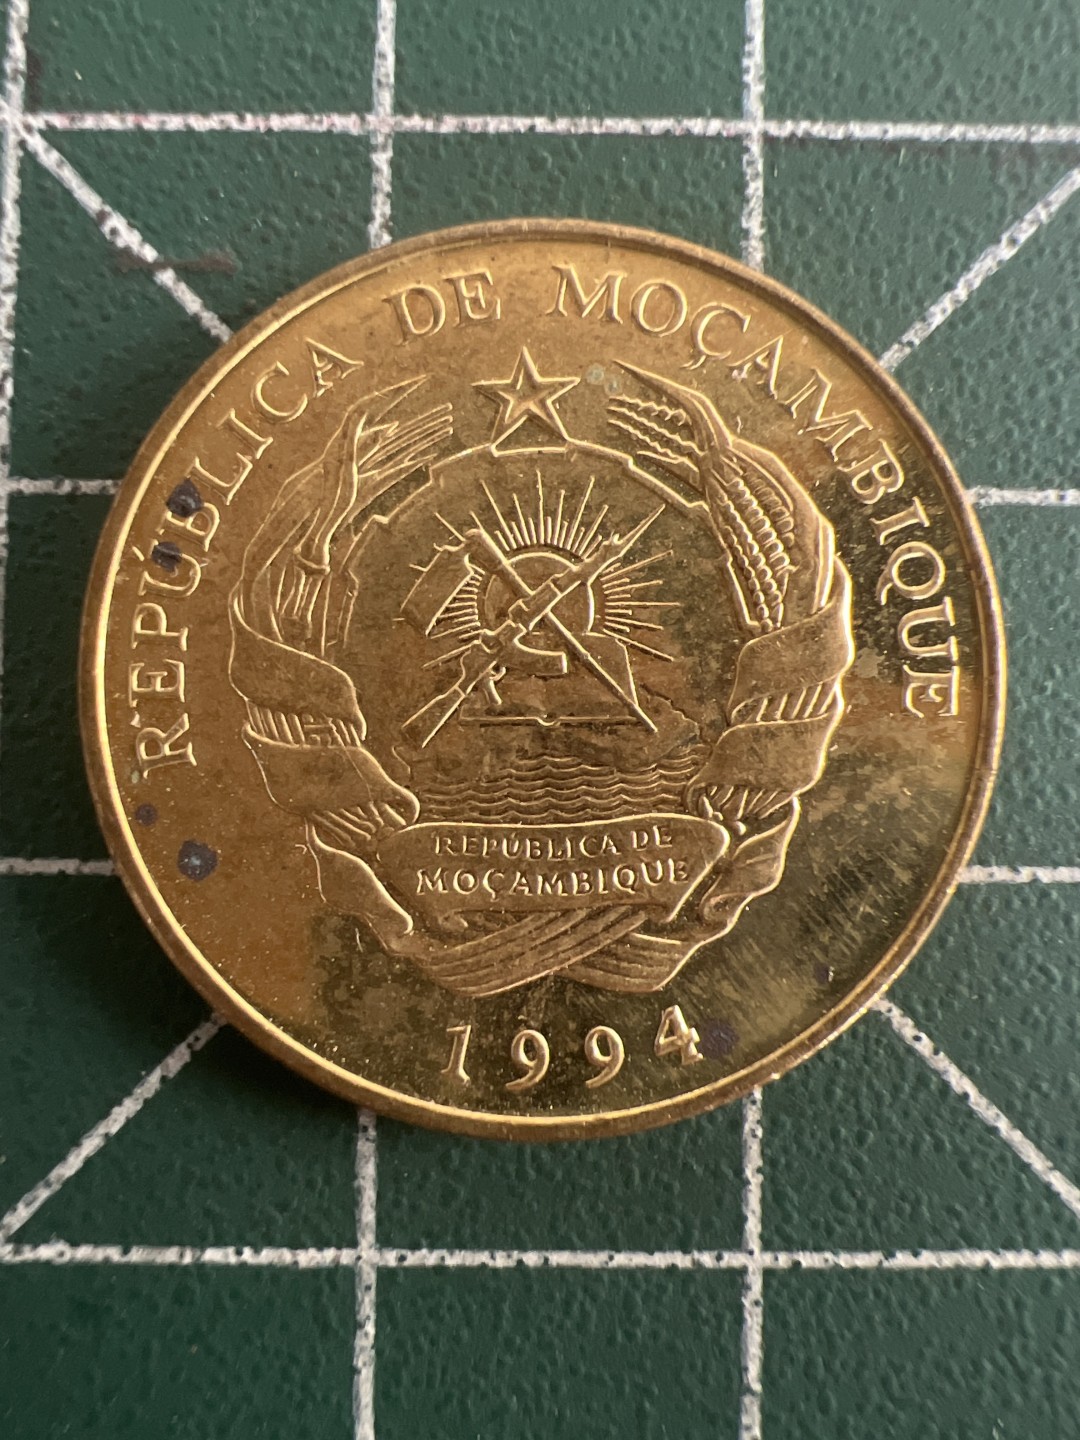 REPÚBLICA DE MOÇAMBIQUE
REPÚBLICA DE
MOÇAMBIQUE
1994